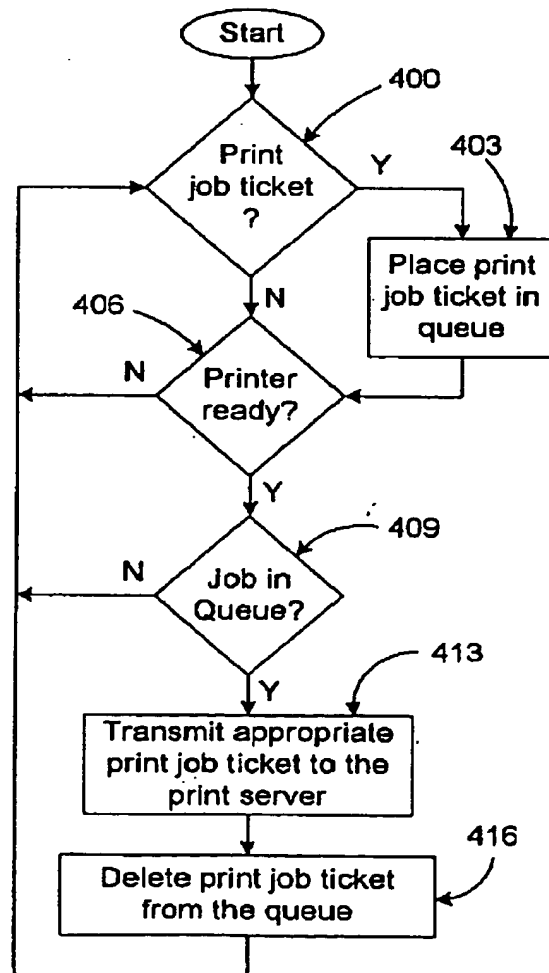 Start
400
Print
job ticket
?
Y
403
Place print
job ticket in
queue
N
406
Printer
ready?
N
Y
409
Job in
Queue?
N
Y
413
Transmit appropriate
print job ticket to the
print server
416
Delete print job ticket
from the queue